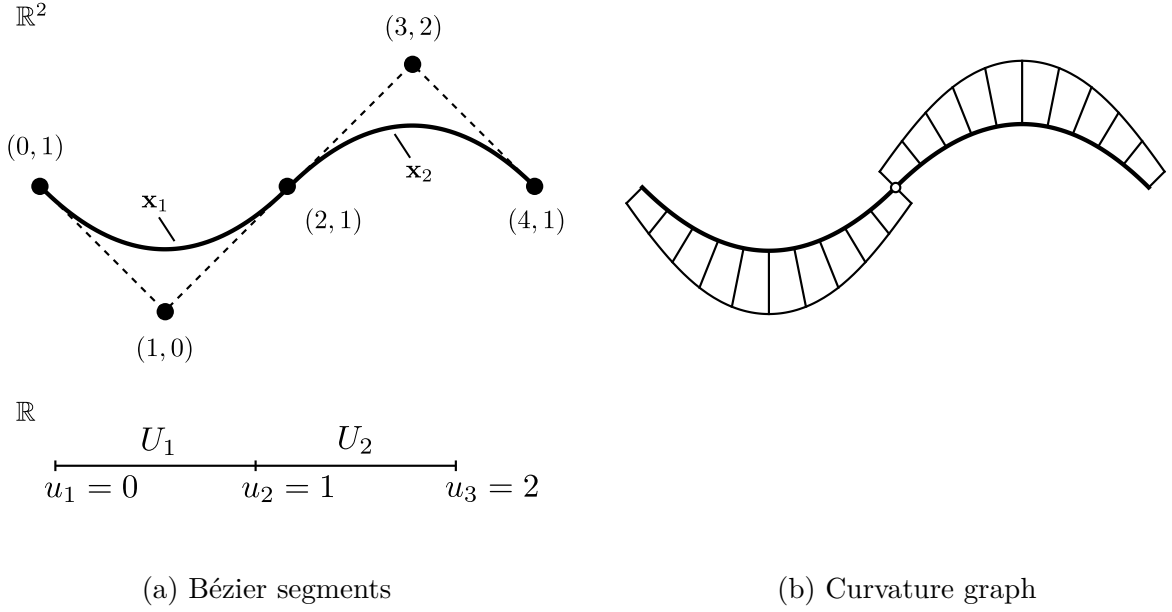 ℝ²
(3, 2)
(0, 1)
x₂
x₁
(2, 1)
(4, 1)
(1, 0)
ℝ
U₁ U₂
u₁ = 0 u₂ = 1 u₃ = 2
(a) Bézier segments
(b) Curvature graph